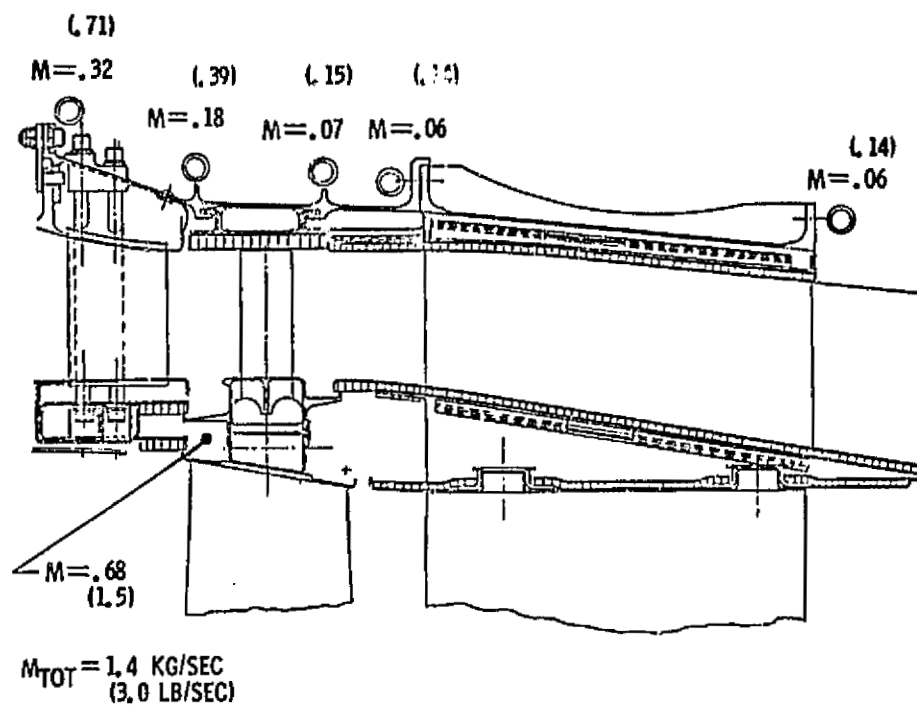 (.71)
M=.32
(.39)
M=.18
(.15)
M=.07
M=.06
(.14)
M=.06
M=.68
(1.5)
MTOT = 1.4 KG/SEC
(3.0 LB/SEC)